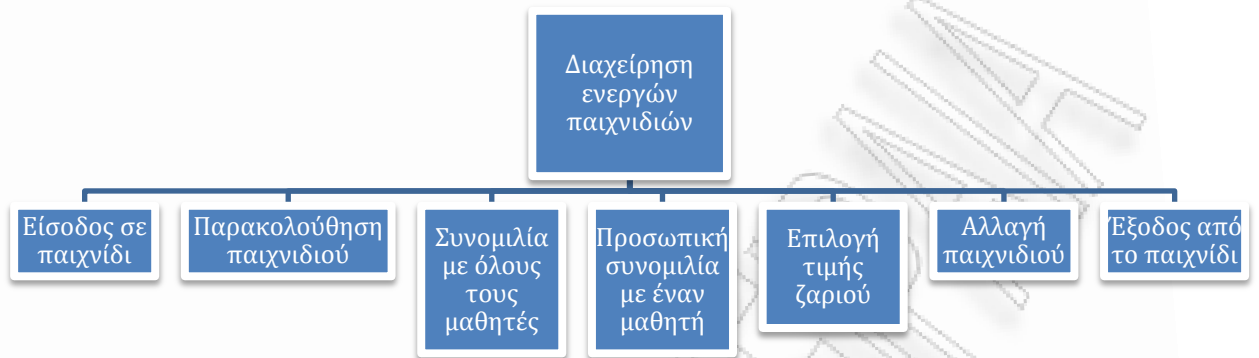 Διαχείρηση
ενεργών
παιχνιδιών
Είσοδος σε
παιχνίδι
Παρακολούθηση
παιχνιδιού
Συνομιλία
με όλους
τους
μαθητές
Προσωπική
συνομιλία
με έναν
μαθητή
Επιλογή
τιμής
ζαριού
Αλλαγή
παιχνιδιού
Έξοδος από
το παιχνίδι